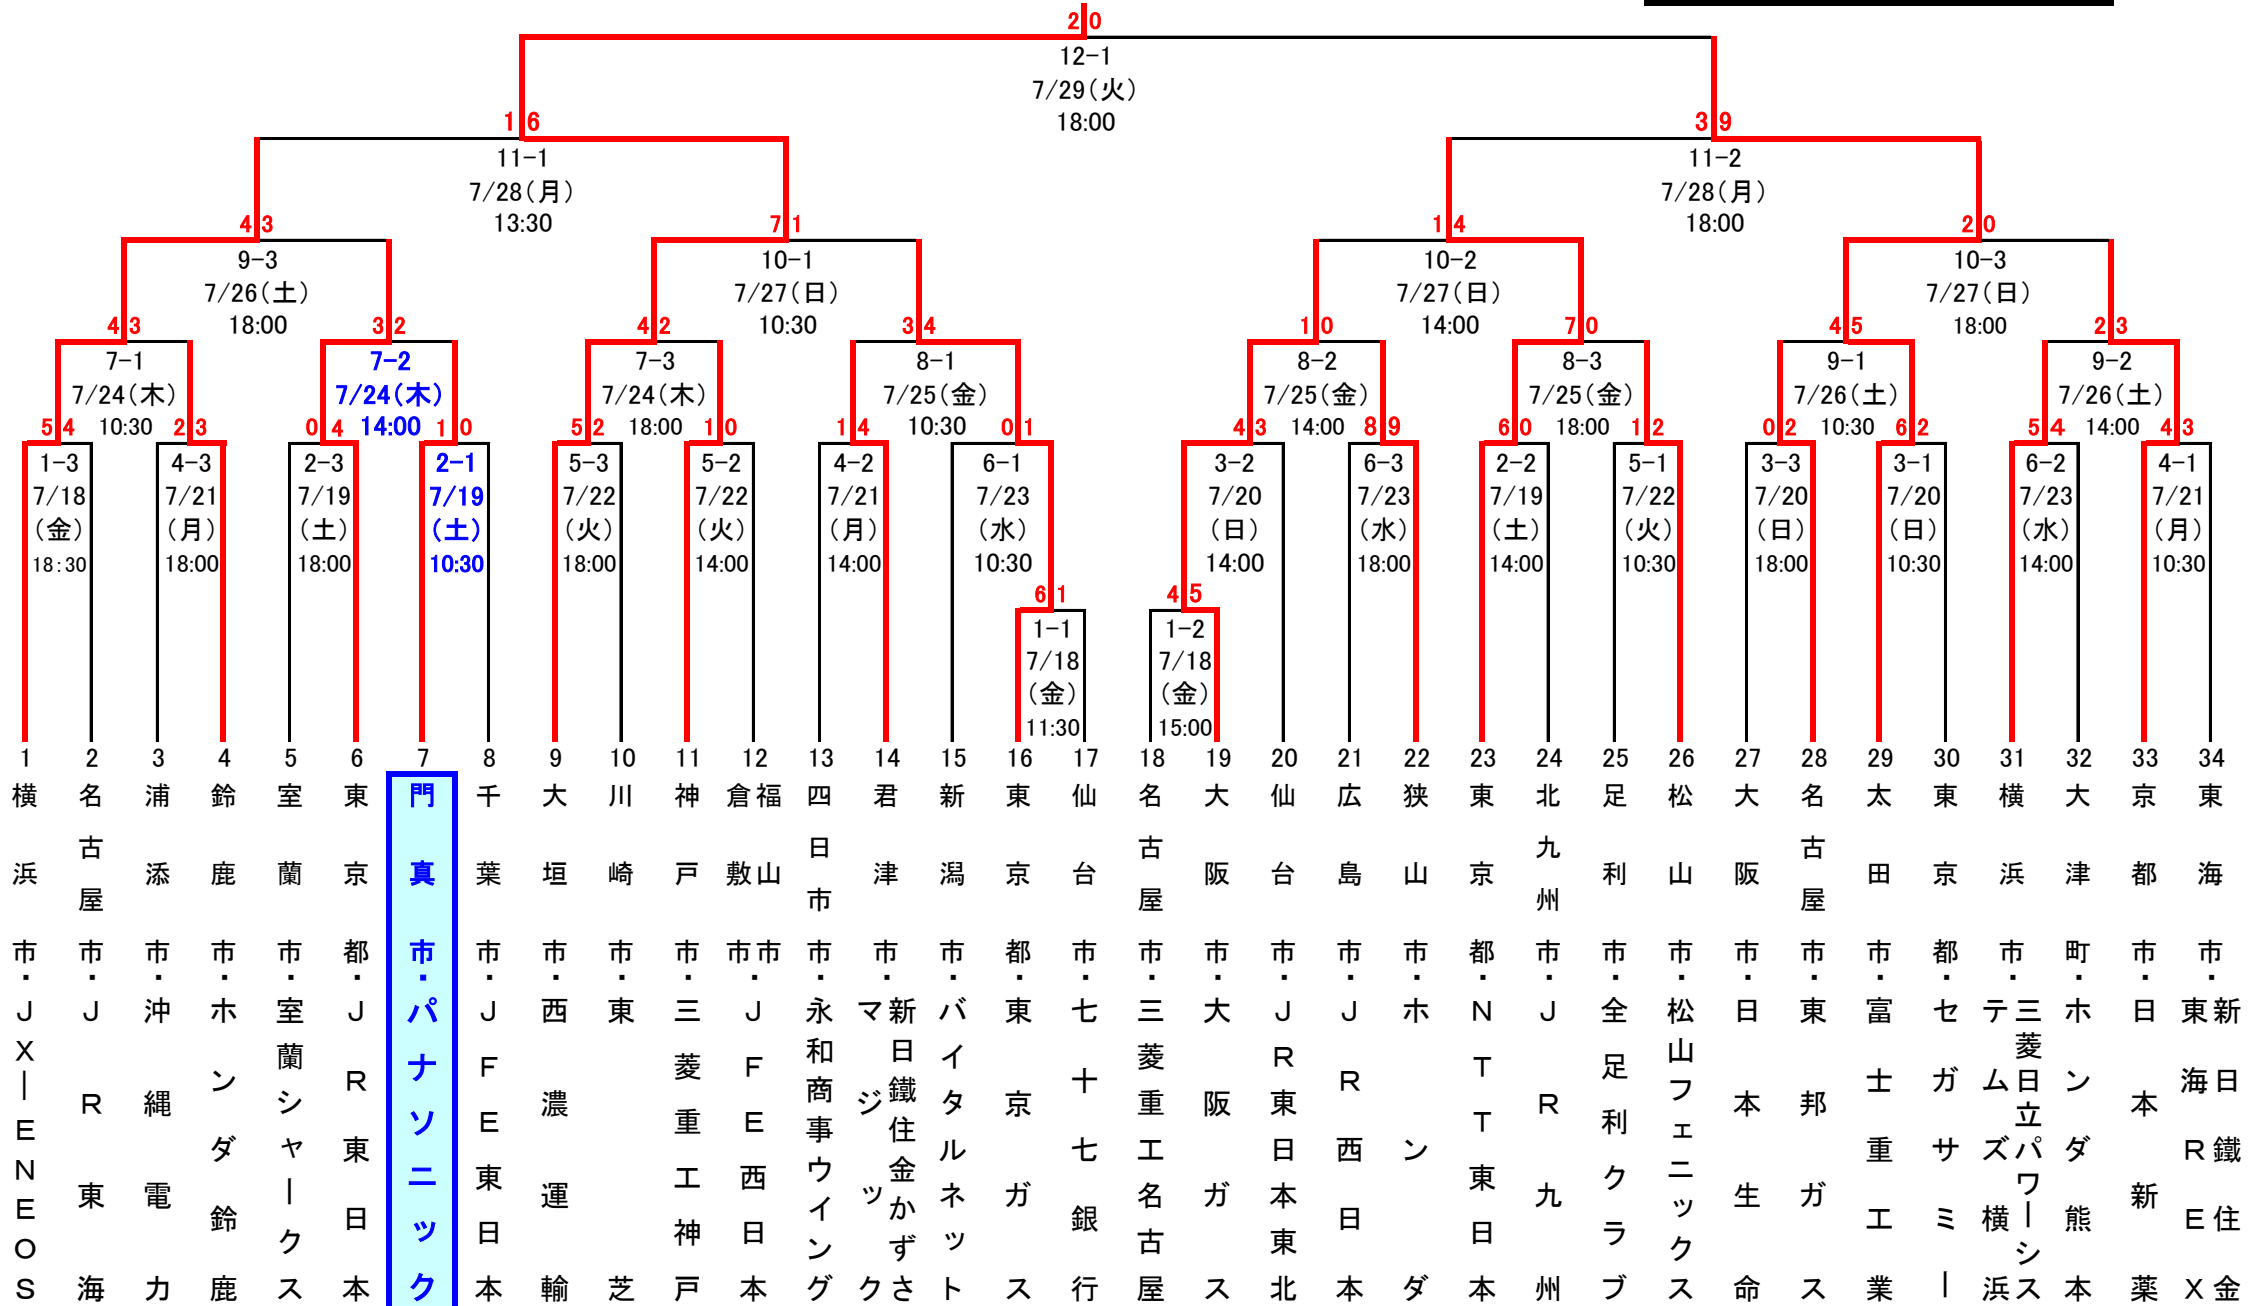 2 0
12-1
7/29(火)
18:00
1 6
3 9
11-1
7/28(月)
13:30
11-2
7/28(月)
18:00
4 3
7 1
1 4
2 0
9-3
7/26(土)
18:00
10-1
7/27(日)
10:30
10-2
7/27(日)
14:00
10-3
7/27(日)
18:00
4 3
3 2
4 2
3 4
1 0
7 0
4 5
2 3
7-1
7/24(木)
10:30
7-2
7/24(木)
14:00
7-3
7/24(木)
18:00
8-1
7/25(金)
10:30
8-2
7/25(金)
14:00
8-3
7/25(金)
18:00
9-1
7/26(土)
10:30
9-2
7/26(土)
14:00
5 4
2 3
0 4
1 0
5 2
1 0
1 4
0 1
4 3
8 9
6 0
1 2
0 2
6 2
5 4
4 3
1-3
7/18
(金)
18:30
4-3
7/21
(月)
18:00
2-3
7/19
(土)
18:00
2-1
7/19
(土)
10:30
5-3
7/22
(火)
18:00
5-2
7/22
(火)
14:00
4-2
7/21
(月)
14:00
6-1
7/23
(水)
10:30
3-2
7/20
(日)
14:00
6-3
7/23
(水)
18:00
2-2
7/19
(土)
14:00
5-1
7/22
(火)
10:30
3-3
7/20
(日)
18:00
3-1
7/20
(日)
10:30
6-2
7/23
(水)
14:00
4-1
7/21
(月)
10:30
6 1
4 5
1-1
7/18
(金)
11:30
1-2
7/18
(金)
15:00
1 横浜市・JX－ENEOS
2 名古屋市・JR東海
3 浦添市・沖縄電力
4 鈴鹿市・ホンダ鈴鹿
5 室蘭市・室蘭シャークス
6 東京都・JR東日本
7 門真市・パナソニック
8 千葉市・JFE東日本
9 大垣市・西濃運輸
10 川崎市・東芝
11 神戸市・三菱重工神戸
12 福山市
倉敷市・JFE西日本
13 四日市市・永和商事ウイング
14 君津市・新日鐵住金かずさ
マジック
15 新潟市・バイタルネット
16 東京都・東京ガス
17 仙台市・七十七銀行
18 名古屋市・三菱重工名古屋
19 大阪市・大阪ガス
20 仙台市・JR東日本東北
21 広島市・JR西日本
22 狭山市・ホンダ
23 東京都・NTT東日本
24 北九州市・JR九州
25 足利市・全足利クラブ
26 松山市・松山フェニックス
27 大阪市・日本生命
28 名古屋市・東邦ガス
29 太田市・富士重工業
30 東京都・セガサミー
31 横浜市・三菱日立パワーシス
テムズ横浜
32 大津町・ホンダ熊本
33 京都市・日本新薬
34 東海市・新日鐵住金
東海REX